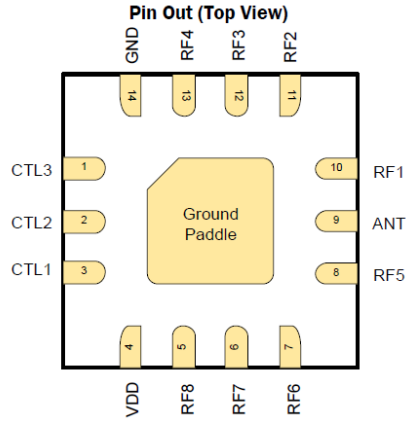 Pin Out (Top View)
GND
RF4
RF3
RF2
14
13
12
11
CTL3
1
10
RF1
CTL2
2
Ground
Paddle
9
ANT
CTL1
3
8
RF5
4
5
6
7
VDD
RF8
RF7
RF6